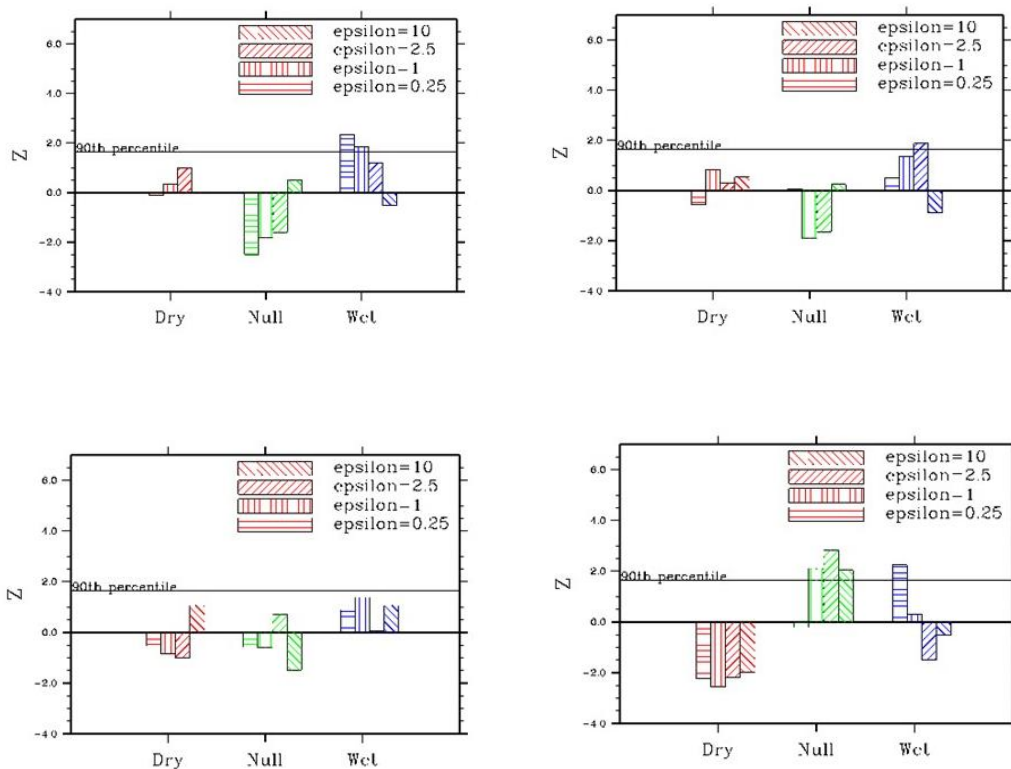 6.0
4.0
2.0
0.0
-2.0
-4.0
Z
epsilon=10
cpsilon-2.5
epsilon-1
epsilon=0.25
90th percentile
Dry
Null
Wet
6.0
4.0
2.0
0.0
-2.0
-4.0
Z
epsilon=10
cpsilon-2.5
epsilon-1
epsilon=0.25
90th percentile
Dry
Null
Wet
6.0
4.0
2.0
0.0
-2.0
-4.0
Z
epsilon=10
cpsilon-2.5
epsilon-1
epsilon=0.25
90th percentile
Dry
Null
Wet
6.0
4.0
2.0
0.0
-2.0
-4.0
Z
epsilon=10
epsilon=2.5
epsilon-1
epsilon=0.25
90th percentile
Dry
Null
Wet